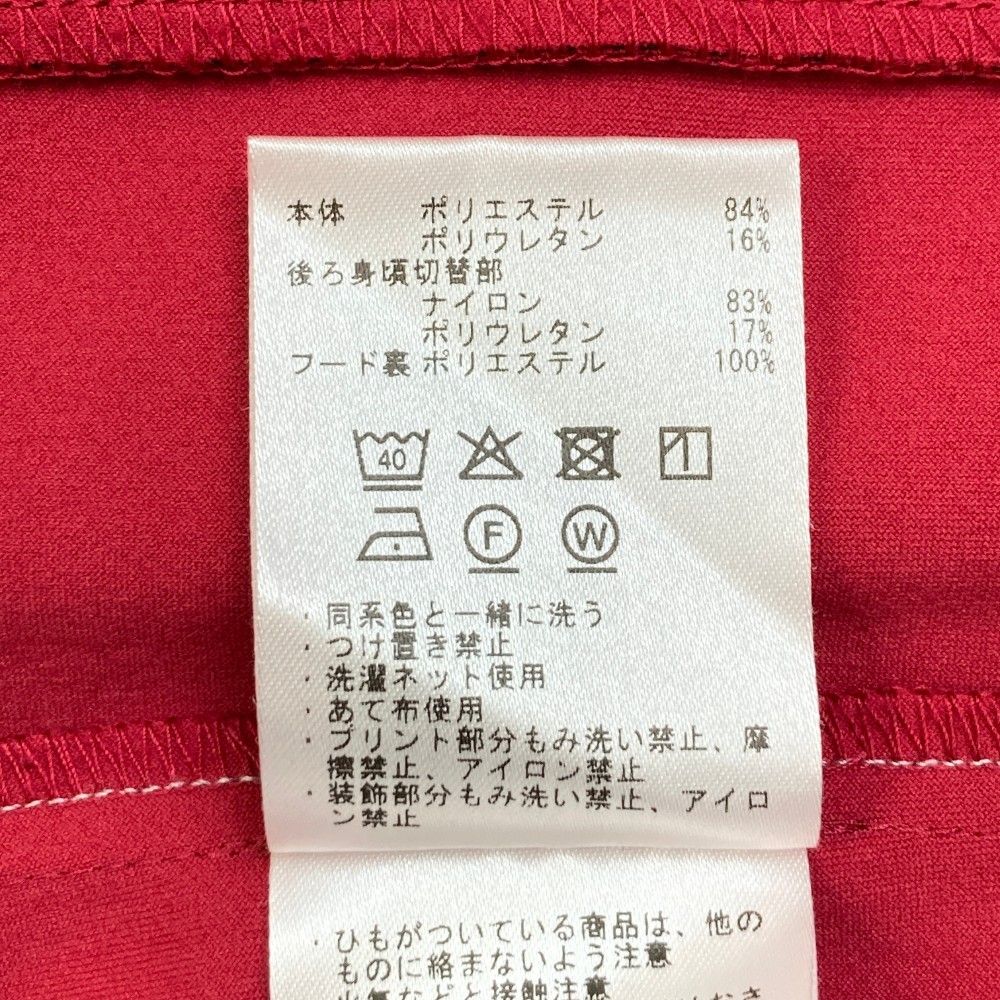 本体 ポリエステル 84%
ポリウレタン 16%
後ろ身頃切替部
ナイロン 83%
ポリウレタン 17%
フード裏 ポリエステル 100%
40
F W
・同系色と一緒に洗う
・つけ置き禁止
・洗濯ネット使用
・あて布使用
・プリント部分もみ洗い禁止、摩
擦禁止、アイロン禁止
・装飾部分もみ洗い禁止、アイロ
ン禁止
・ひもがついている商品は、他の
ものに絡まないよう注意
などと接触注意